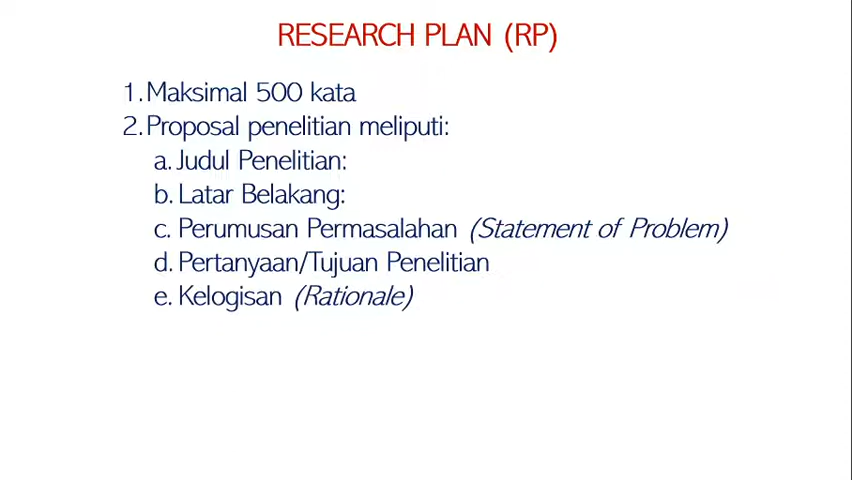 RESEARCH PLAN (RP)
1. Maksimal 500 kata
2. Proposal penelitian meliputi:
a. Judul Penelitian:
b. Latar Belakang:
c. Perumusan Permasalahan (Statement of Problem)
d. Pertanyaan/Tujuan Penelitian
e. Kelogisan (Rationale)